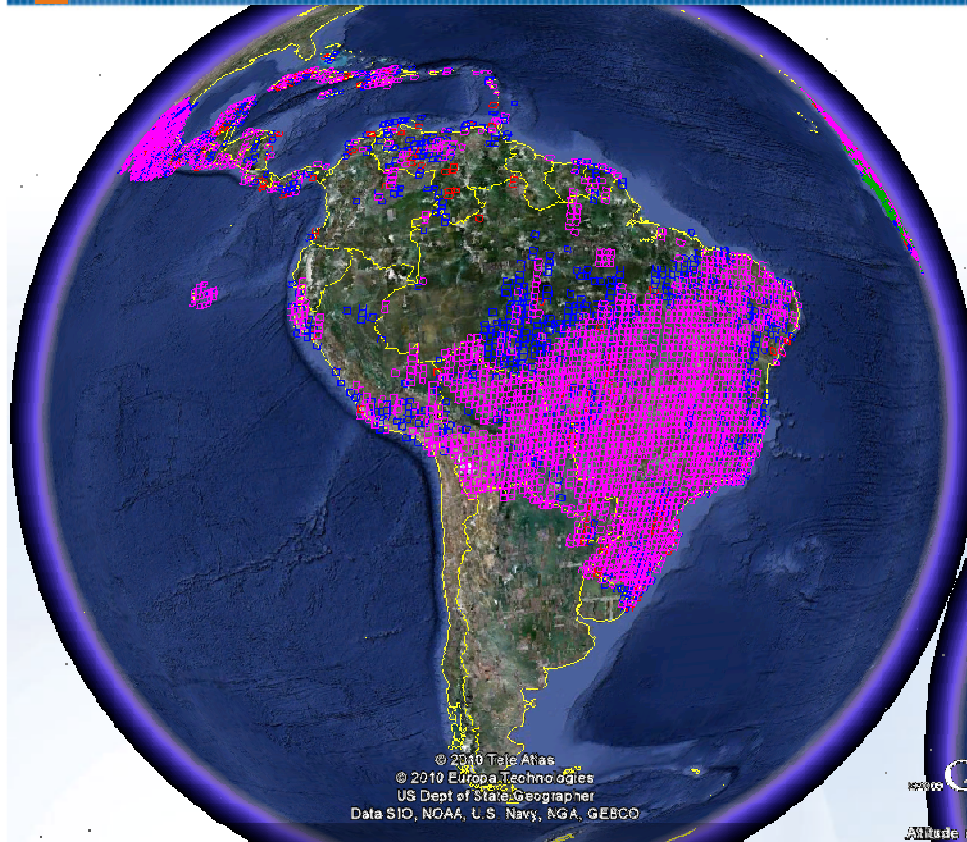 © 2010 Tele Atlas
© 2010 Europa Technologies
US Dept of State Geographer
Data SIO, NOAA, U.S. Navy, NGA, GEBCO